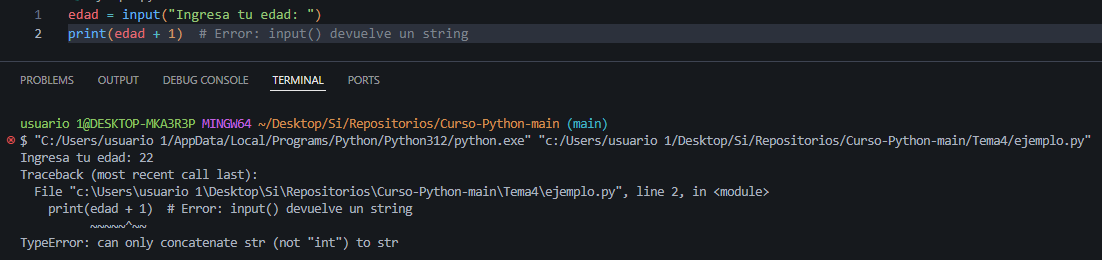 1 edad = input("Ingresa tu edad: ")
2 print(edad + 1)  # Error: input() devuelve un string
PROBLEMS OUTPUT DEBUG CONSOLE TERMINAL PORTS
usuario 1@DESKTOP-MKA3R3P MINGW64 ~/Desktop/Si/Repositorios/Curso-Python-main (main)
$ "C:/Users/usuario 1/AppData/Local/Programs/Python/Python312/python.exe" "c:/Users/usuario 1/Desktop/Si/Repositorios/Curso-Python-main/Tema4/ejemplo.py"
Ingresa tu edad: 22
Traceback (most recent call last):
  File "c:\Users\usuario 1\Desktop\Si\Repositorios\Curso-Python-main\Tema4\ejemplo.py", line 2, in <module>
    print(edad + 1)  # Error: input() devuelve un string
          ~~~~~^~~
TypeError: can only concatenate str (not "int") to str